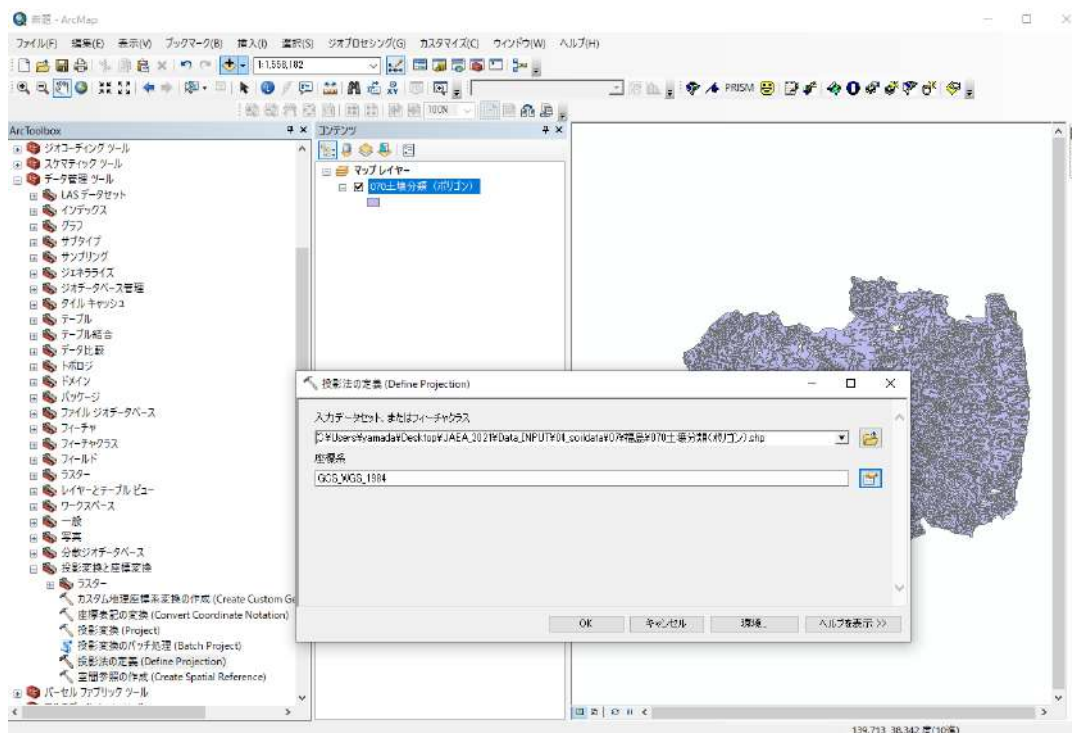 無題 - ArcMap
ファイル(F) 編集(E) 表示(V) ブックマーク(B) 挿入(I) 選択(S) ジオプロセシング(G) カスタマイズ(C) ウィンドウ(W) ヘルプ(H)
1:1,558,182
PRISM
100%
ArcToolbox
ジオコーディング ツール
スケマティック ツール
データ管理 ツール
LAS データセット
インデックス
グラフ
サブタイプ
サンプリング
ジェネラライズ
ジオデータベース管理
タイル キャッシュ
テーブル
テーブル結合
データ比較
トポロジ
ドメイン
パッケージ
ファイル ジオデータベース
フィーチャ
フィーチャクラス
フィールド
ラスター
レイヤーとテーブル ビュー
ワークスペース
一般
写真
分散ジオデータベース
投影変換と座標変換
ラスター
カスタム地理座標系変換の作成 (Create Custom Ge
座標表記の変換 (Convert Coordinate Notation)
投影変換 (Project)
投影変換のバッチ処理 (Batch Project)
投影法の定義 (Define Projection)
空間参照の作成 (Create Spatial Reference)
パーセル ファブリック ツール
コンテンツ
マップ レイヤー
070土壌分類(ポリゴン)
投影法の定義 (Define Projection)
入力データセット、またはフィーチャクラス
C:¥Users¥yamada¥Desktop¥JAEA_2021¥Data_INPUT¥04_soildata¥07¥福島¥070土壌分類(ポリゴン).shp
座標系
GCS_WGS_1984
OK キャンセル 環境... ヘルプを表示 >>
139.713 38.342 度(10進)